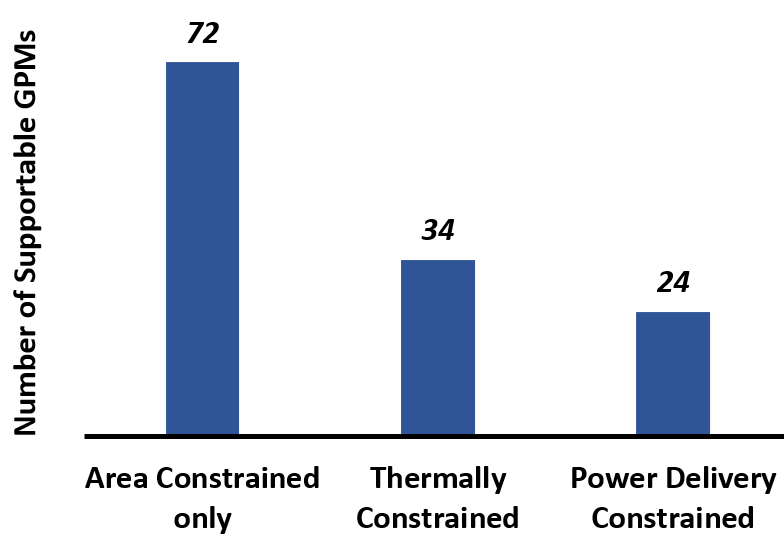 Number of Supportable GPMs
72
34
24
Area Constrained
only
Thermally
Constrained
Power Delivery
Constrained